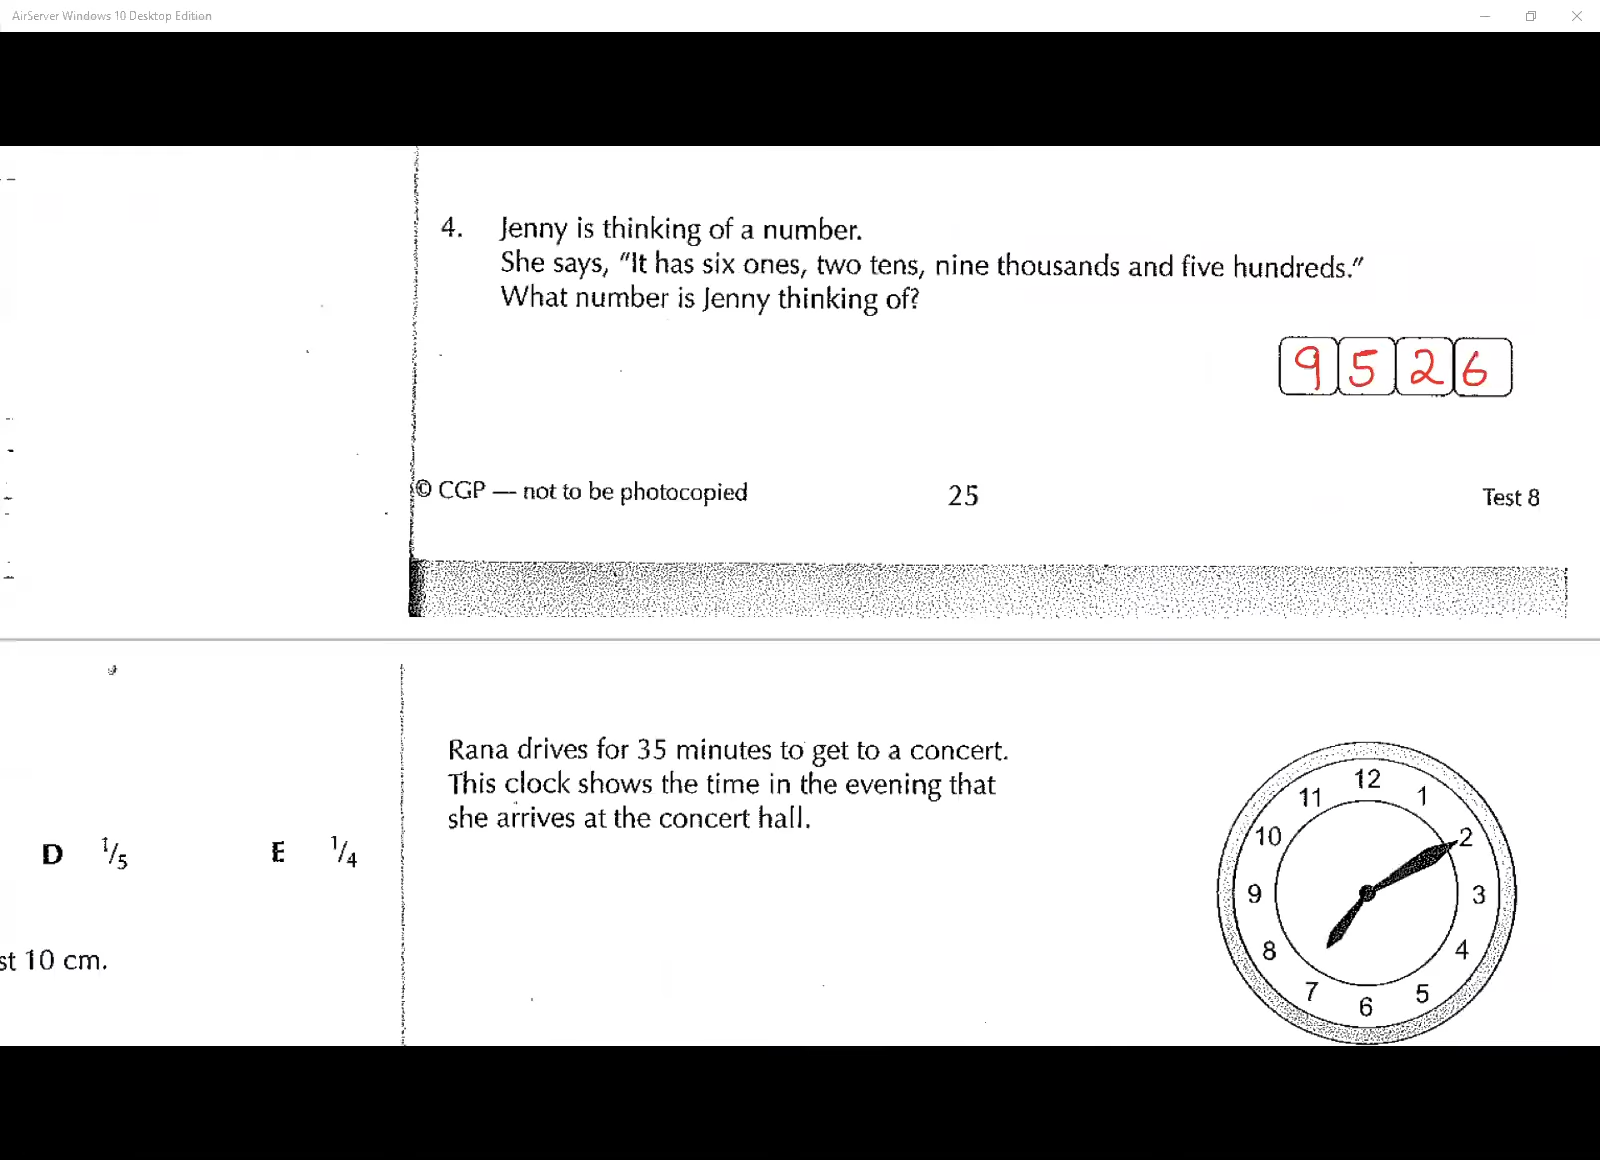 AirServer Windows 10 Desktop Edition
4. Jenny is thinking of a number.
She says, "It has six ones, two tens, nine thousands and five hundreds."
What number is Jenny thinking of?
9 5 2 6
© CGP — not to be photocopied
25
Test 8
Rana drives for 35 minutes to get to a concert.
This clock shows the time in the evening that
she arrives at the concert hall.
12
11 1
10 2
9 3
8 4
7 5
6
D 1/5 E 1/4
st 10 cm.